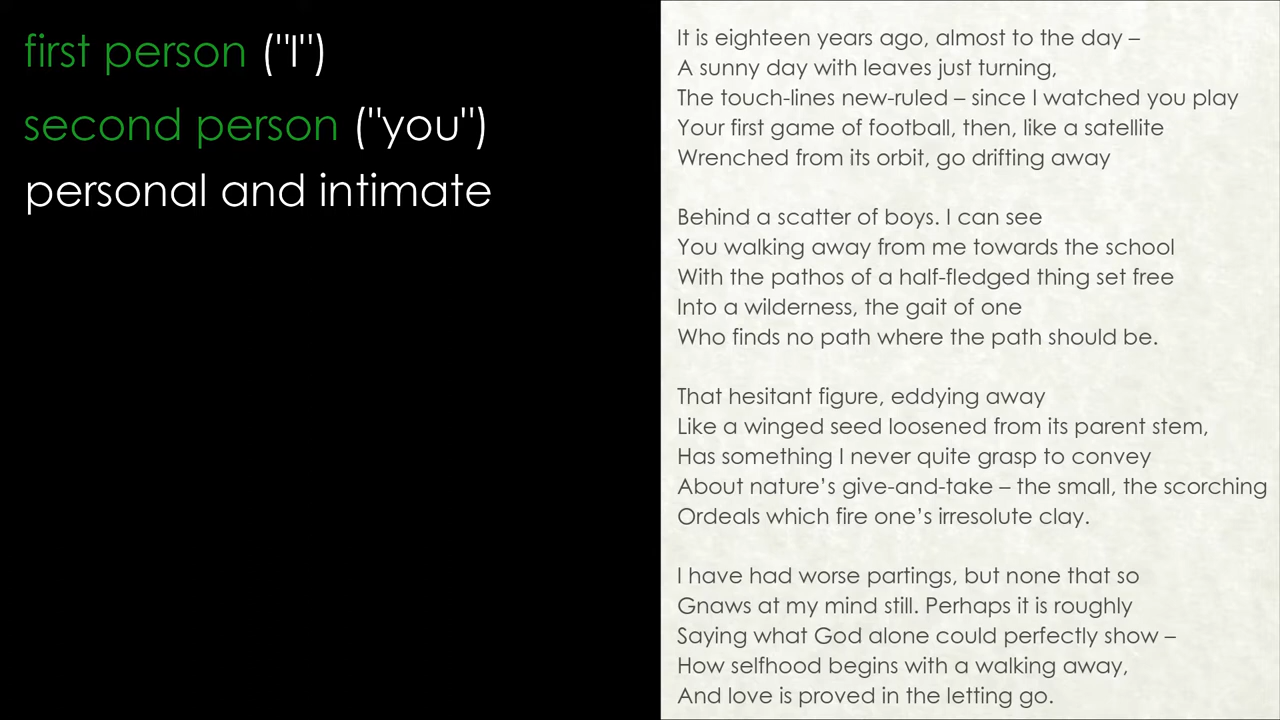 first person ("I")
second person ("you")
personal and intimate
It is eighteen years ago, almost to the day –
A sunny day with leaves just turning,
The touch-lines new-ruled – since I watched you play
Your first game of football, then, like a satellite
Wrenched from its orbit, go drifting away
Behind a scatter of boys. I can see
You walking away from me towards the school
With the pathos of a half-fledged thing set free
Into a wilderness, the gait of one
Who finds no path where the path should be.
That hesitant figure, eddying away
Like a winged seed loosened from its parent stem,
Has something I never quite grasp to convey
About nature’s give-and-take – the small, the scorching
Ordeals which fire one’s irresolute clay.
I have had worse partings, but none that so
Gnaws at my mind still. Perhaps it is roughly
Saying what God alone could perfectly show –
How selfhood begins with a walking away,
And love is proved in the letting go.